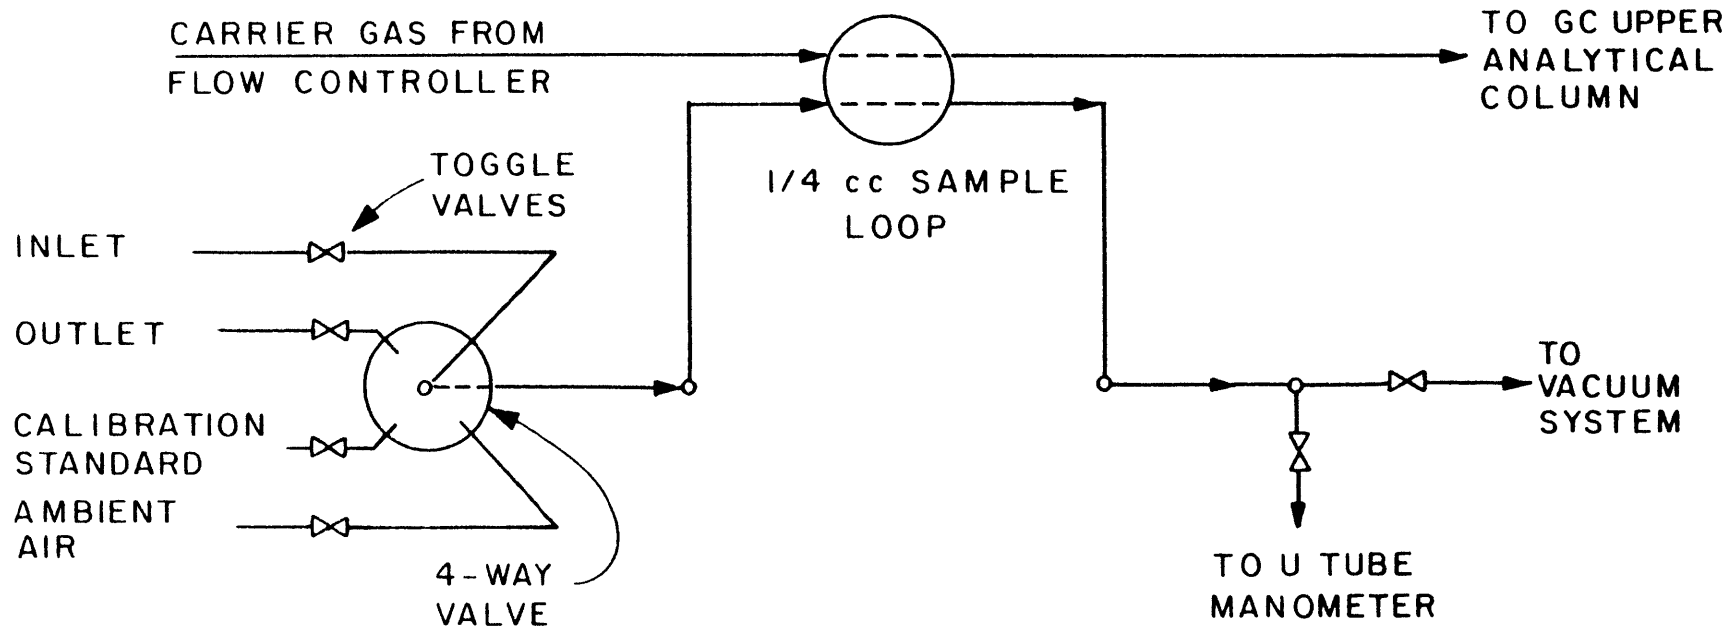 CARRIER GAS FROM
FLOW CONTROLLER
TO GC UPPER
ANALYTICAL
COLUMN
TOGGLE
VALVES
1/4 cc SAMPLE
LOOP
INLET
OUTLET
CALIBRATION
STANDARD
AMBIENT
AIR
4-WAY
VALVE
TO
VACUUM
SYSTEM
TO U TUBE
MANOMETER